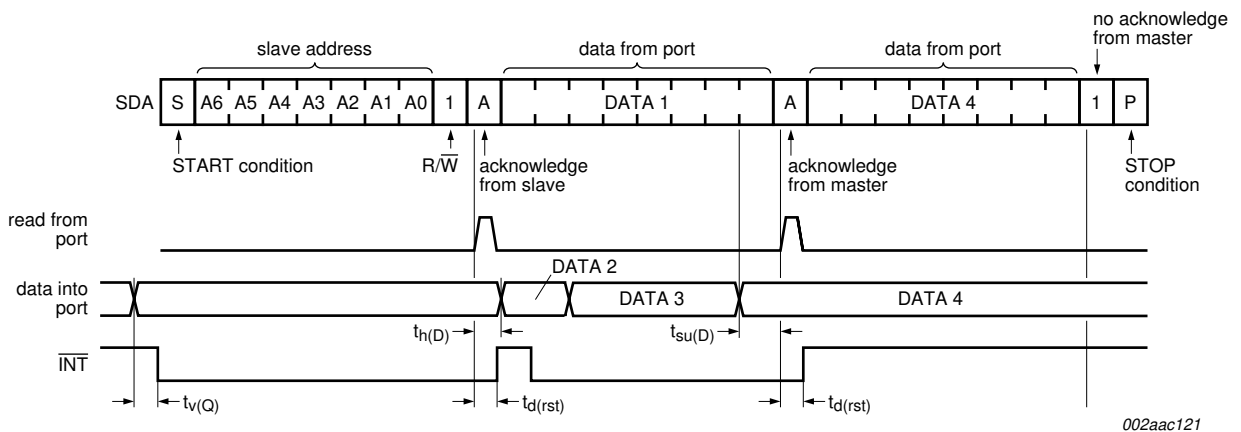 no acknowledge
from master
slave address
data from port
data from port
SDA S A6 A5 A4 A3 A2 A1 A0 1 A DATA 1 A DATA 4 1 P
START condition
R/W̅
acknowledge
from slave
acknowledge
from master
STOP
condition
read from
port
DATA 2
data into
port
DATA 3
DATA 4
th(D)
tsu(D)
I̅N̅T̅
tv(Q)
td(rst)
td(rst)
002aac121